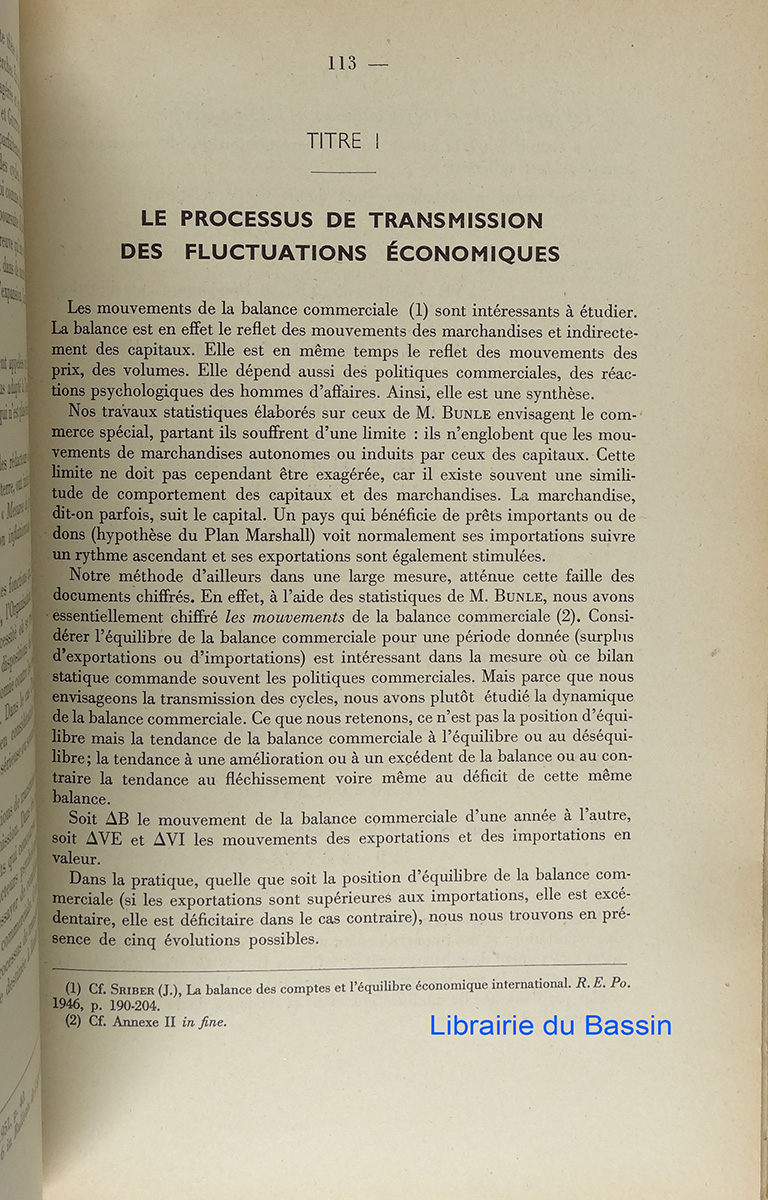 113 —
TITRE I
LE PROCESSUS DE TRANSMISSION
DES FLUCTUATIONS ÉCONOMIQUES
Les mouvements de la balance commerciale (1) sont intéressants à étudier.
La balance est en effet le reflet des mouvements des marchandises et indirecte-
ment des capitaux. Elle est en même temps le reflet des mouvements des
prix, des volumes. Elle dépend aussi des politiques commerciales, des réac-
tions psychologiques des hommes d'affaires. Ainsi, elle est une synthèse.
Nos travaux statistiques élaborés sur ceux de M. BUNLE envisagent le com-
merce spécial, partant ils souffrent d'une limite : ils n'englobent que les mou-
vements de marchandises autonomes ou induits par ceux des capitaux. Cette
limite ne doit pas cependant être exagérée, car il existe souvent une simili-
tude de comportement des capitaux et des marchandises. La marchandise,
dit-on parfois, suit le capital. Un pays qui bénéficie de prêts importants ou de
dons (hypothèse du Plan Marshall) voit normalement ses importations suivre
un rythme ascendant et ses exportations sont également stimulées.
Notre méthode d'ailleurs dans une large mesure, atténue cette faille des
documents chiffrés. En effet, à l'aide des statistiques de M. BUNLE, nous avons
essentiellement chiffré les mouvements de la balance commerciale (2). Consi-
dérer l'équilibre de la balance commerciale pour une période donnée (surplus
d'exportations ou d'importations) est intéressant dans la mesure où ce bilan
statique commande souvent les politiques commerciales. Mais parce que nous
envisageons la transmission des cycles, nous avons plutôt étudié la dynamique
de la balance commerciale. Ce que nous retenons, ce n'est pas la position d'équi-
libre mais la tendance de la balance commerciale à l'équilibre ou au déséqui-
libre; la tendance à une amélioration ou à un excédent de la balance ou au con-
traire la tendance au fléchissement voire même au déficit de cette même
balance.
Soit ΔB le mouvement de la balance commerciale d'une année à l'autre,
soit ΔVE et ΔVI les mouvements des exportations et des importations en
valeur.
Dans la pratique, quelle que soit la position d'équilibre de la balance com-
merciale (si les exportations sont supérieures aux importations, elle est excé-
dentaire, elle est déficitaire dans le cas contraire), nous nous trouvons en pré-
sence de cinq évolutions possibles.
(1) Cf. SRIBER (J.), La balance des comptes et l'équilibre économique international. R. E. Po.
1946, p. 190-204.
(2) Cf. Annexe II in fine.
Librairie du Bassin